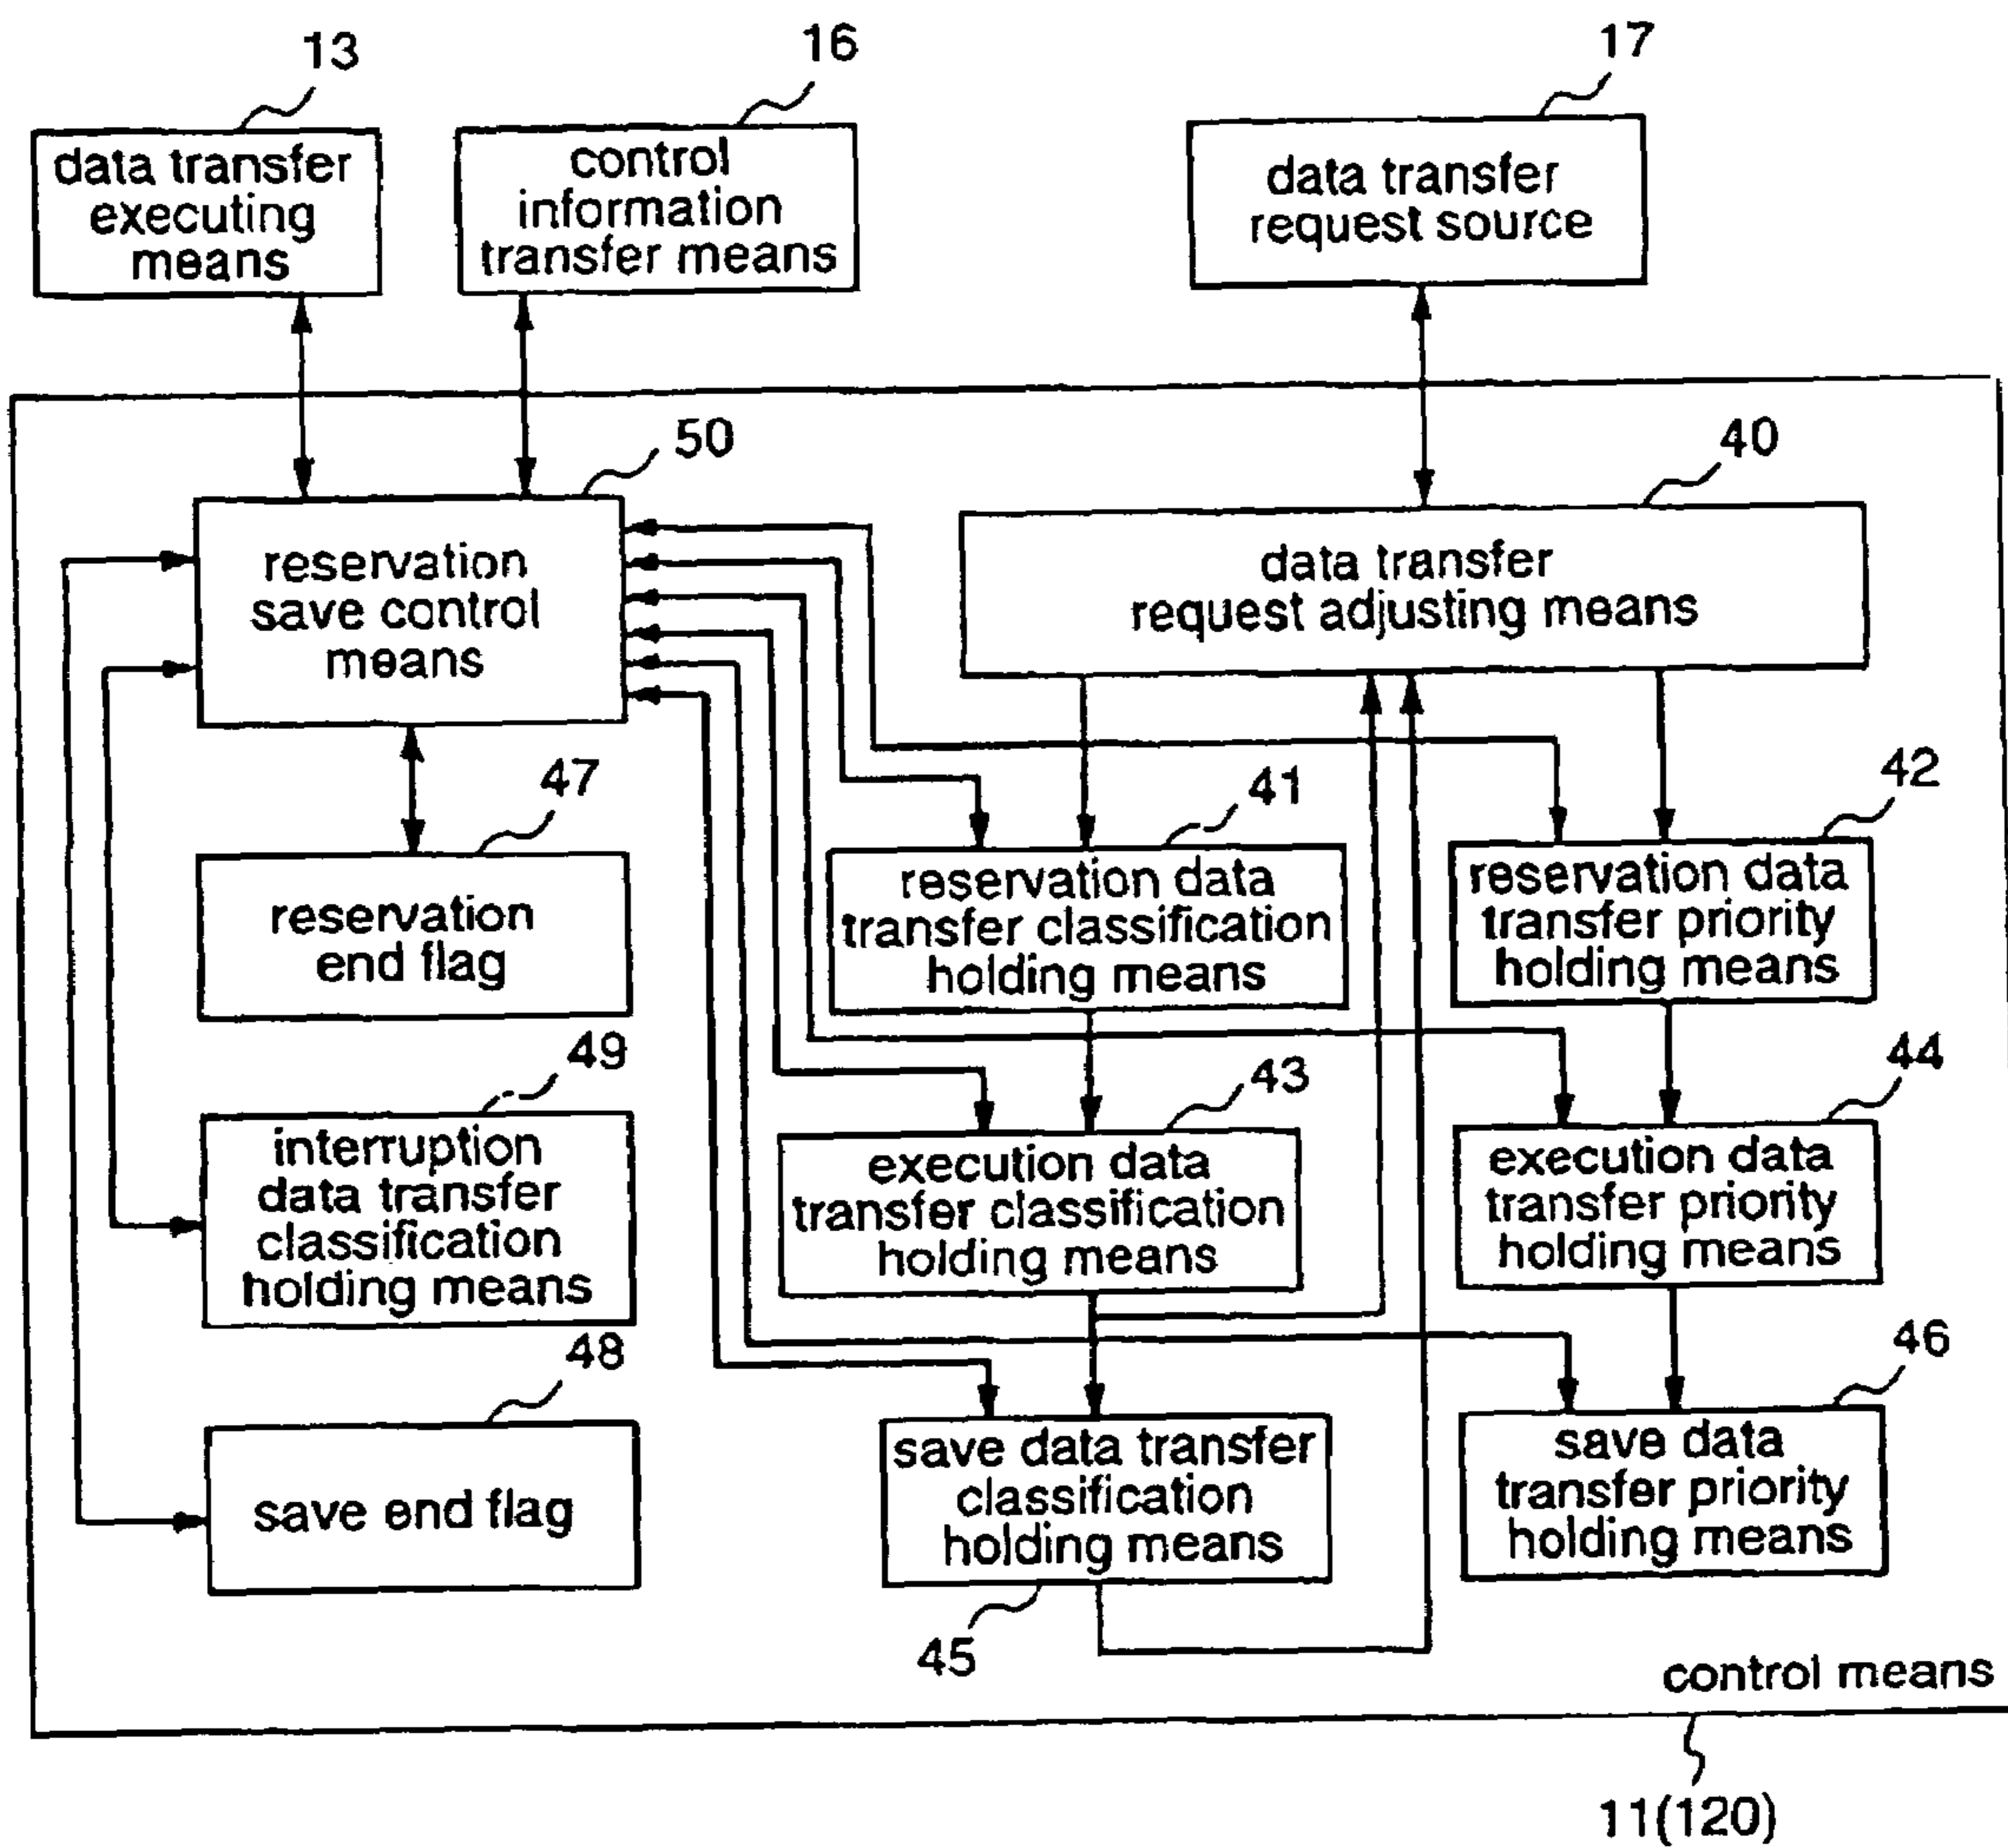 13
16
17
data transfer
executing
means
control
information
transfer means
data transfer
request source
50
40
reservation
save control
means
data transfer
request adjusting means
47
41
42
reservation
end flag
reservation data
transfer classification
holding means
reservation data
transfer priority
holding means
49
43
44
interruption
data transfer
classification
holding means
execution data
transfer classification
holding means
execution data
transfer priority
holding means
48
46
save end flag
save data transfer
classification
holding means
save data
transfer priority
holding means
45
control means
11(120)